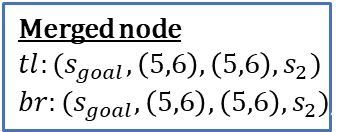 Merged node
tl: (s_goal, (5,6), (5,6), s_2)
br: (s_goal, (5,6), (5,6), s_2)